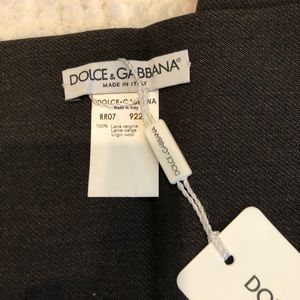 DOLCE & GABBANA
MADE IN ITALY
DOLCE & GABBANA
Made in Italy
RR07 922
100% Lana vergine
Laine vierge
Virgin wool
DOLCE & GABBANA
DO